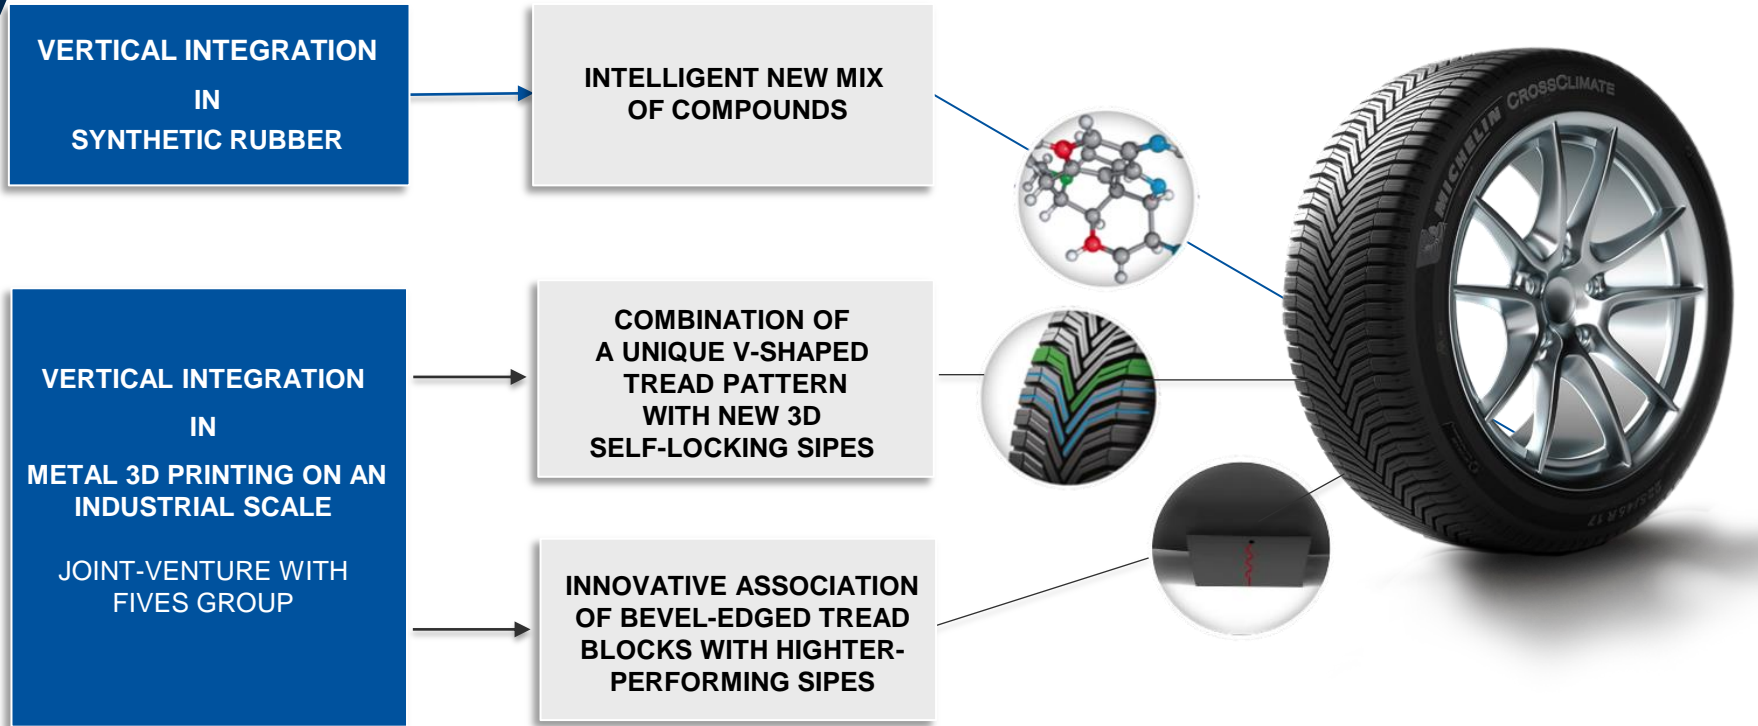 VERTICAL INTEGRATION
IN
SYNTHETIC RUBBER
INTELLIGENT NEW MIX
OF COMPOUNDS
VERTICAL INTEGRATION
IN
METAL 3D PRINTING ON AN
INDUSTRIAL SCALE
JOINT-VENTURE WITH
FIVES GROUP
COMBINATION OF
A UNIQUE V-SHAPED
TREAD PATTERN
WITH NEW 3D
SELF-LOCKING SIPES
INNOVATIVE ASSOCIATION
OF BEVEL-EDGED TREAD
BLOCKS WITH HIGHTER-
PERFORMING SIPES
MICHELIN CROSSCLIMATE